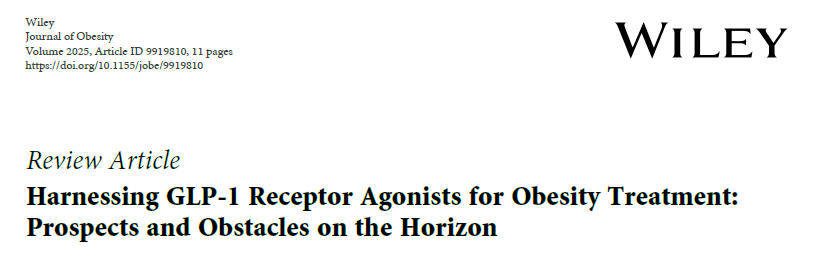 Wiley
Journal of Obesity
Volume 2025, Article ID 9919810, 11 pages
https://doi.org/10.1155/jobe/9919810
WILEY
Review Article
Harnessing GLP-1 Receptor Agonists for Obesity Treatment:
Prospects and Obstacles on the Horizon